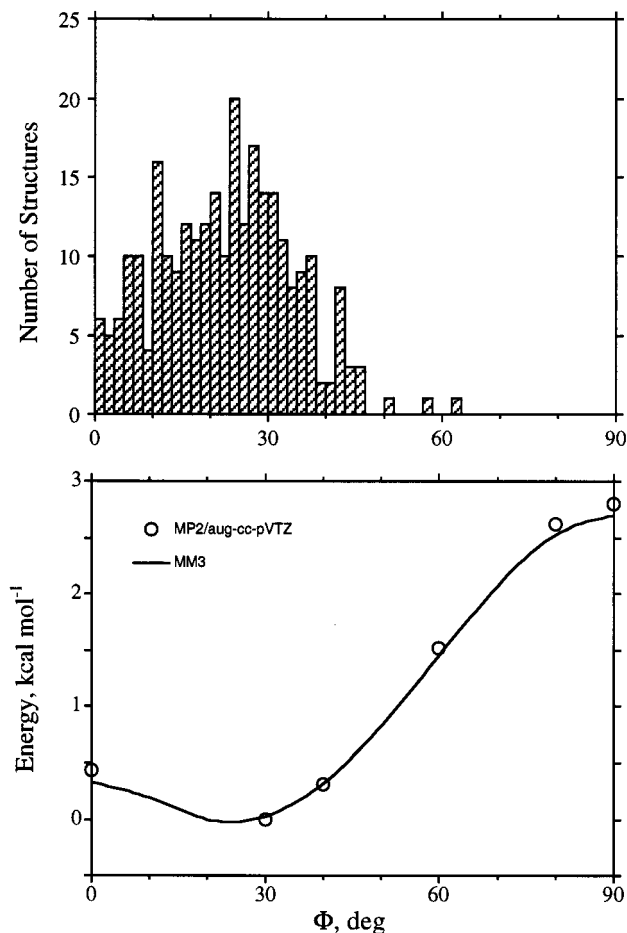 25
20
15
10
5
0
Number of Structures
0 30 60 90
3
2
1
0
Energy, kcal mol⁻¹
MP2/aug-cc-pVTZ
MM3
0 30 60 90
Φ, deg